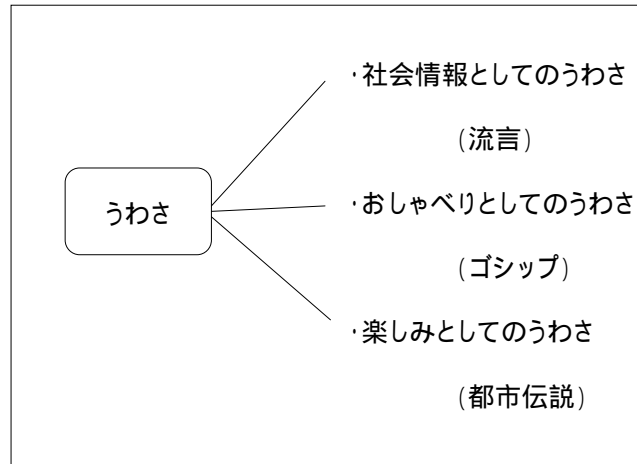 ・社会情報としてのうわさ
(流言)
うわさ
・おしゃべりとしてのうわさ
(ゴシップ)
・楽しみとしてのうわさ
(都市伝説)